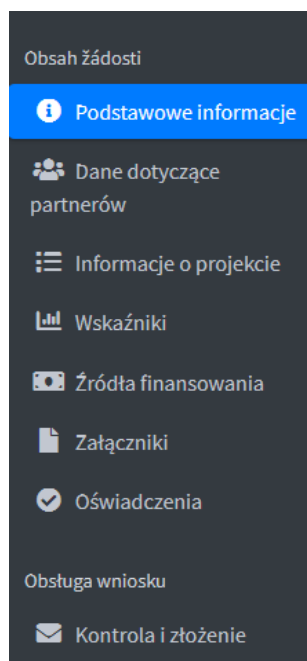 Obsah žádosti
Podstawowe informacje
Dane dotyczące
partnerów
Informacje o projekcie
Wskaźniki
Źródła finansowania
Załączniki
Oświadczenia
Obsługa wniosku
Kontrola i złożenie